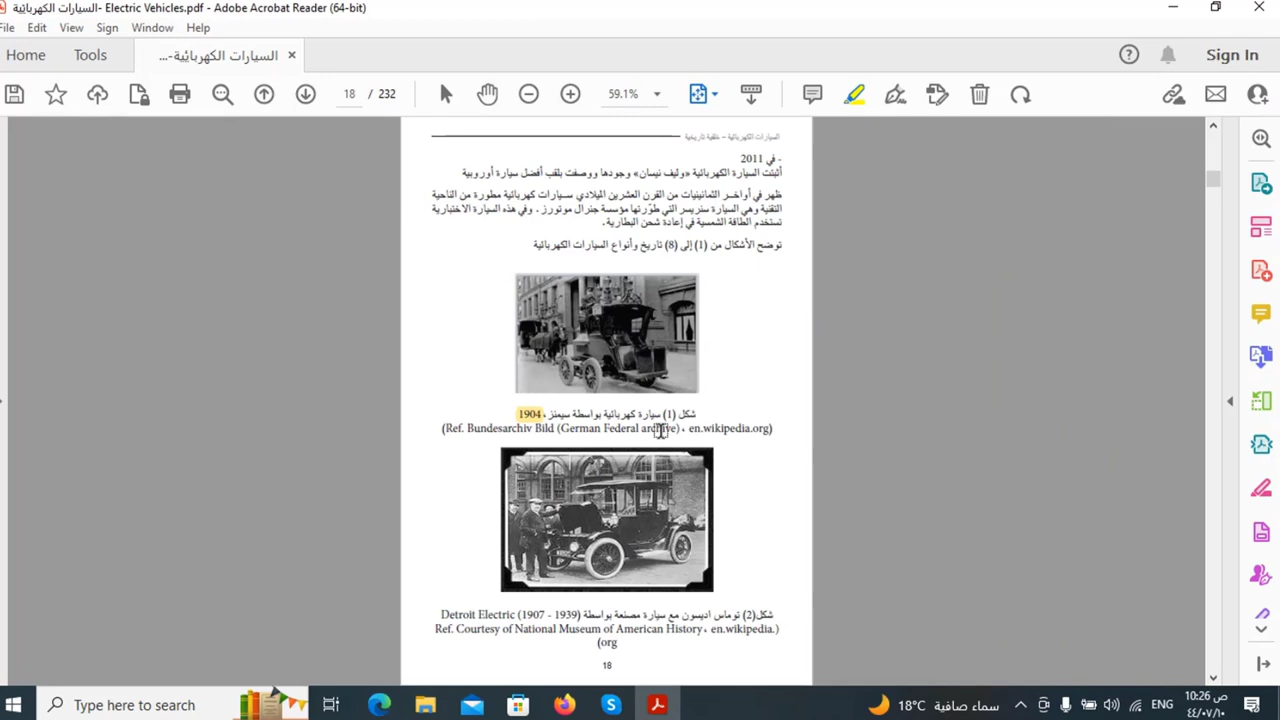 السيارات الكهربائية- Electric Vehicles.pdf - Adobe Acrobat Reader (64-bit)
File Edit View Sign Window Help
Home Tools السيارات الكهربائية-... × Sign In
18 / 232 59.1%
السيارات الكهربائية – خلفية تاريخية
- في 2011
أثبتت السيارة الكهربائية «وليف نيسان» وجودها ووصفت بلقب أفضل سيارة أوروبية
ظهر في أواخر الثمانينيات من القرن العشرين الميلادي سيارات كهربائية مطورة من الناحية
التقنية وهي السيارة سنريسر التي طوّرتها مؤسسة جنرال موتورز. وفي هذه السيارة الاختبارية
تستخدم الطاقة الشمسية في إعادة شحن البطارية.
توضح الأشكال من (1) إلى (8) تاريخ وأنواع السيارات الكهربائية
شكل (1) سيارة كهربائية بواسطة سيمنز، 1904
(Ref. Bundesarchiv Bild (German Federal archive)، en.wikipedia.org)
شكل(2) توماس اديسون مع سيارة مصنعة بواسطة Detroit Electric (1907 - 1939)
Ref. Courtesy of National Museum of American History، en.wikipedia.)
(org
18
Type here to search
18°C سماء صافية ENG 10:26 ص
٤٤/٠٧/١٠